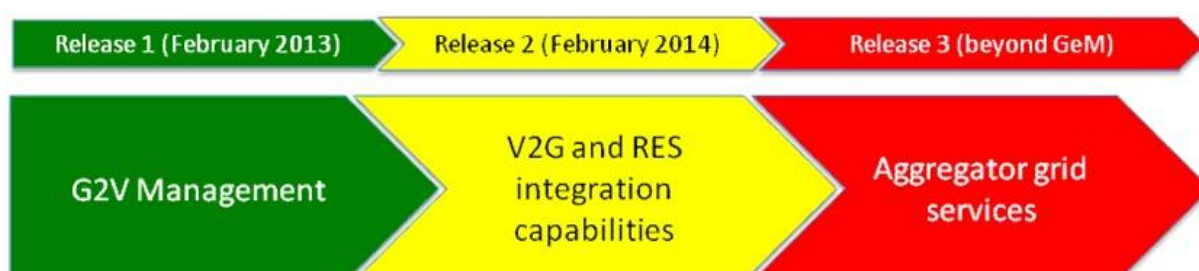 Release 1 (February 2013)
Release 2 (February 2014)
Release 3 (beyond GeM)
G2V Management
V2G and RES
integration
capabilities
Aggregator grid
services